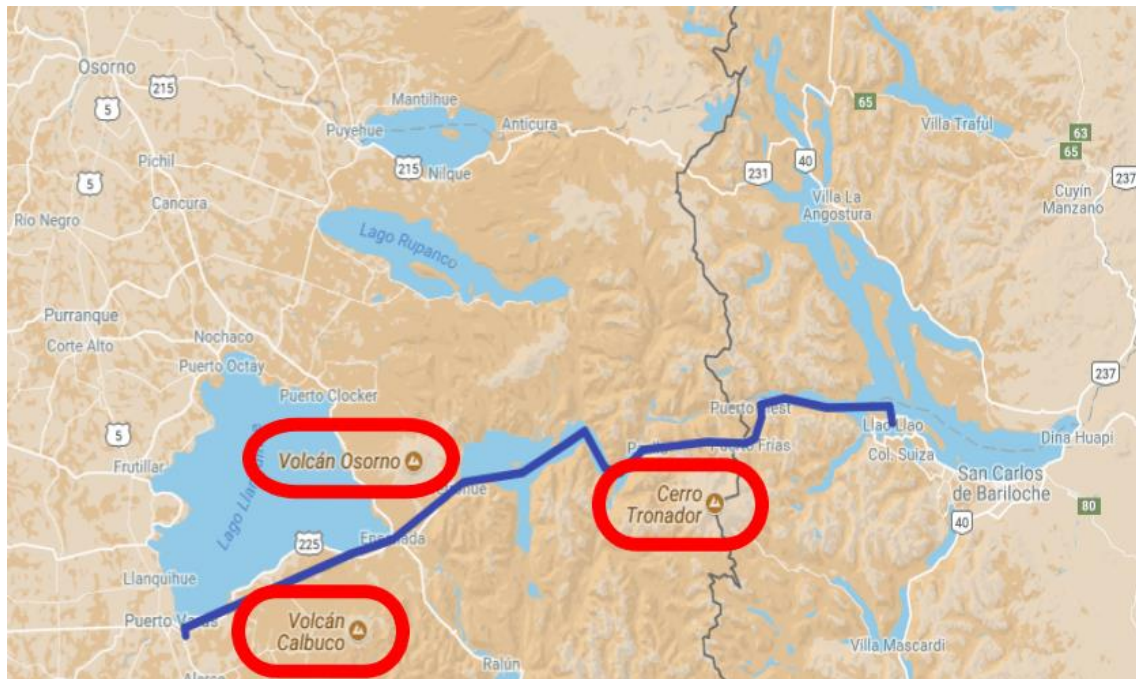 Osorno
215
5
Mantilhue
Puyehue
Anticura
215
Nilque
Pichil
5
Cancura
Río Negro
Lago Rupanco
65
Villa Traful
63
65
40
231
237
Cuyín
Manzano
Villa La
Angostura
Purranque
Corte Alto
Nochaco
Puerto Octay
Puerto Clocker
237
5
Frutillar
Volcán Osorno
Puerto
Llao Llao
Col. Suiza
Dina Huapi
San Carlos
de Bariloche
Cerro
Tronador
80
40
Lago
225
Llanquihue
Puerto
Volcán
Calbuco
Ralún
Villa Mascardi